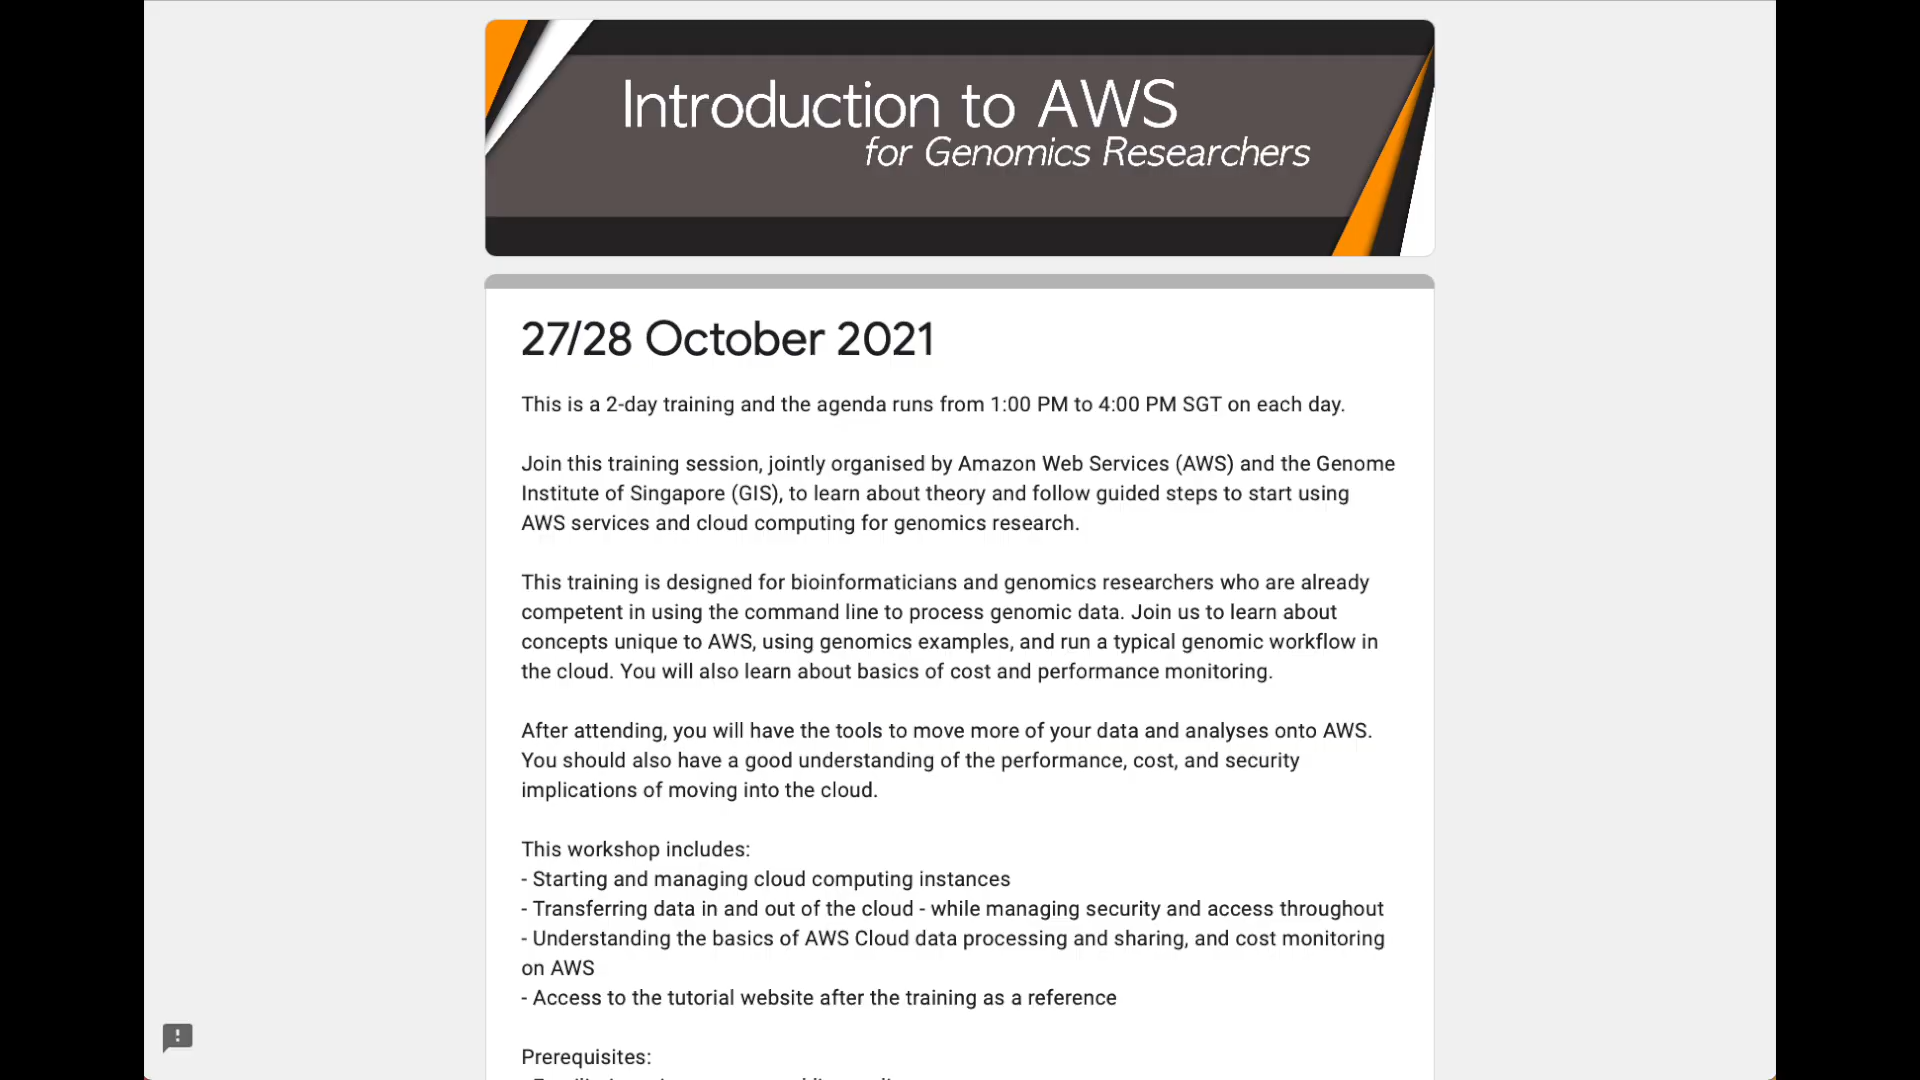 Introduction to AWS
for Genomics Researchers
27/28 October 2021
This is a 2-day training and the agenda runs from 1:00 PM to 4:00 PM SGT on each day.
Join this training session, jointly organised by Amazon Web Services (AWS) and the Genome
Institute of Singapore (GIS), to learn about theory and follow guided steps to start using
AWS services and cloud computing for genomics research.
This training is designed for bioinformaticians and genomics researchers who are already
competent in using the command line to process genomic data. Join us to learn about
concepts unique to AWS, using genomics examples, and run a typical genomic workflow in
the cloud. You will also learn about basics of cost and performance monitoring.
After attending, you will have the tools to move more of your data and analyses onto AWS.
You should also have a good understanding of the performance, cost, and security
implications of moving into the cloud.
This workshop includes:
- Starting and managing cloud computing instances
- Transferring data in and out of the cloud - while managing security and access throughout
- Understanding the basics of AWS Cloud data processing and sharing, and cost monitoring
on AWS
- Access to the tutorial website after the training as a reference
Prerequisites: